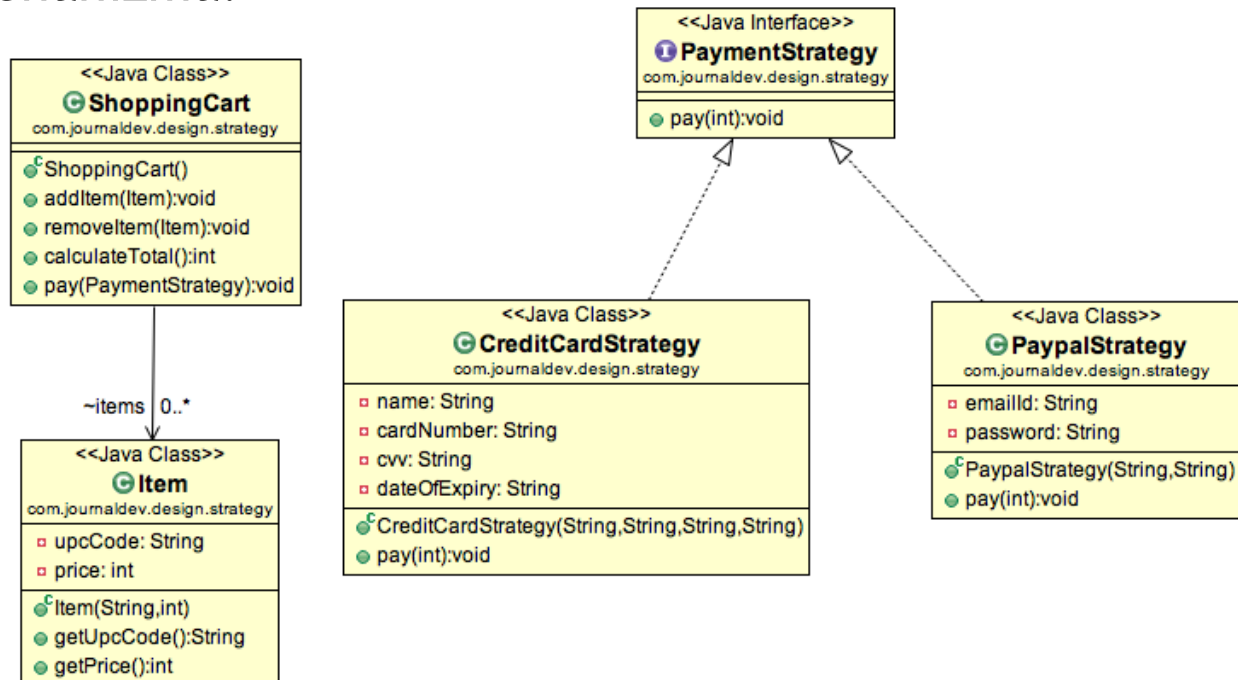 <<Java Class>>
ShoppingCart
com.journaldev.design.strategy
ShoppingCart()
addItem(Item):void
removeItem(Item):void
calculateTotal():int
pay(PaymentStrategy):void
~items 0..*
<<Java Class>>
Item
com.journaldev.design.strategy
upcCode: String
price: int
Item(String,int)
getUpcCode():String
getPrice():int
<<Java Interface>>
PaymentStrategy
com.journaldev.design.strategy
pay(int):void
<<Java Class>>
CreditCardStrategy
com.journaldev.design.strategy
name: String
cardNumber: String
cvv: String
dateOfExpiry: String
CreditCardStrategy(String,String,String,String)
pay(int):void
<<Java Class>>
PaypalStrategy
com.journaldev.design.strategy
emailId: String
password: String
PaypalStrategy(String,String)
pay(int):void